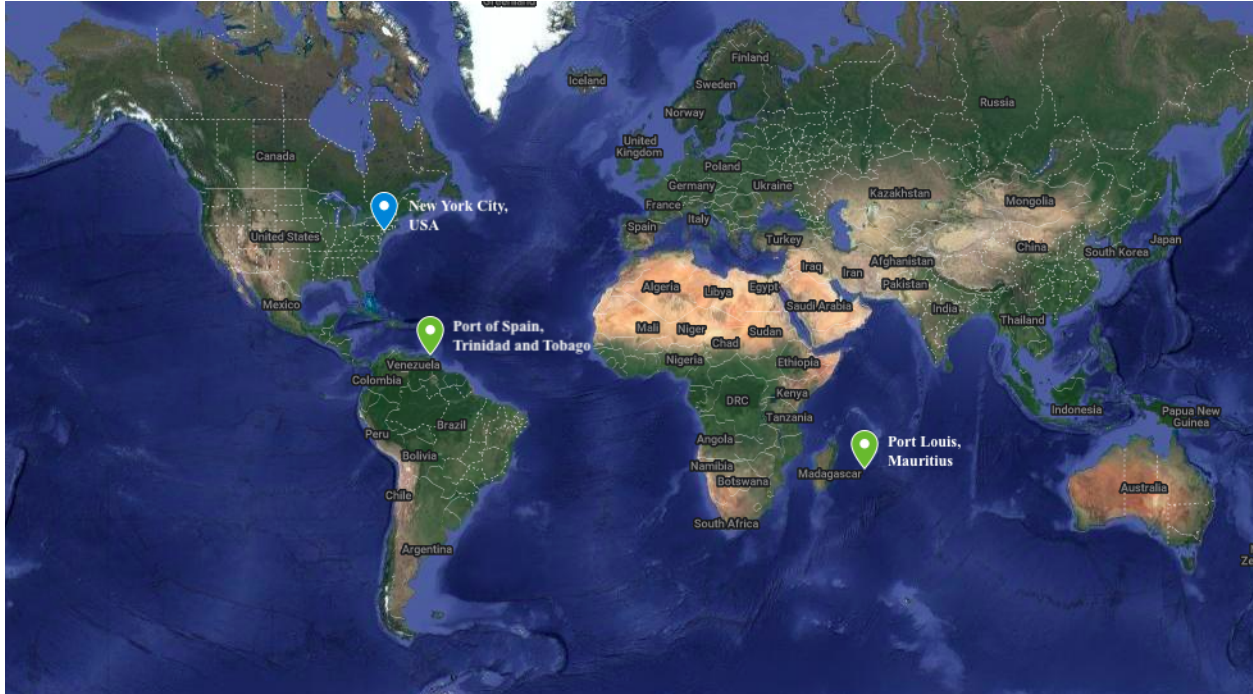 Greenland
Iceland
Finland
Sweden
Norway
Russia
United
Kingdom
Canada
Poland
Germany
Ukraine
Kazakhstan
Mongolia
France
New York City,
USA
Spain
Italy
United States
Turkey
China
Japan
South Korea
Iraq
Iran
Afghanistan
Pakistan
Mexico
Algeria
Libya
Egypt
Saudi Arabia
India
Thailand
Port of Spain,
Trinidad and Tobago
Mali
Niger
Sudan
Chad
Venezuela
Nigeria
Ethiopia
Colombia
Kenya
DRC
Indonesia
Papua New
Guinea
Tanzania
Brazil
Peru
Angola
Port Louis,
Mauritius
Bolivia
Namibia
Botswana
Madagascar
Australia
Chile
South Africa
Argentina
Ze